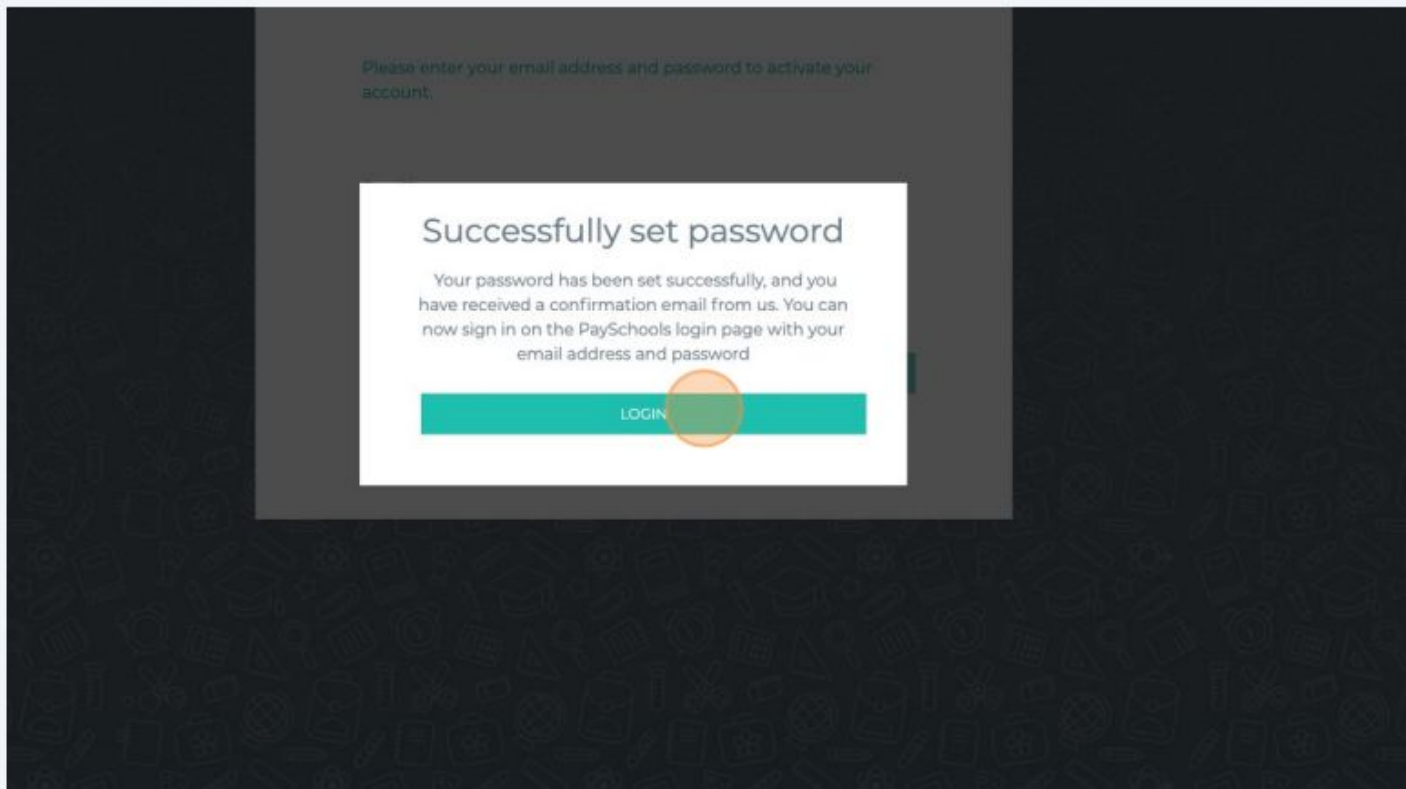 Please enter your email address and password to activate your
account.
Successfully set password
Your password has been set successfully, and you
have received a confirmation email from us. You can
now sign in on the PaySchools login page with your
email address and password
LOGIN